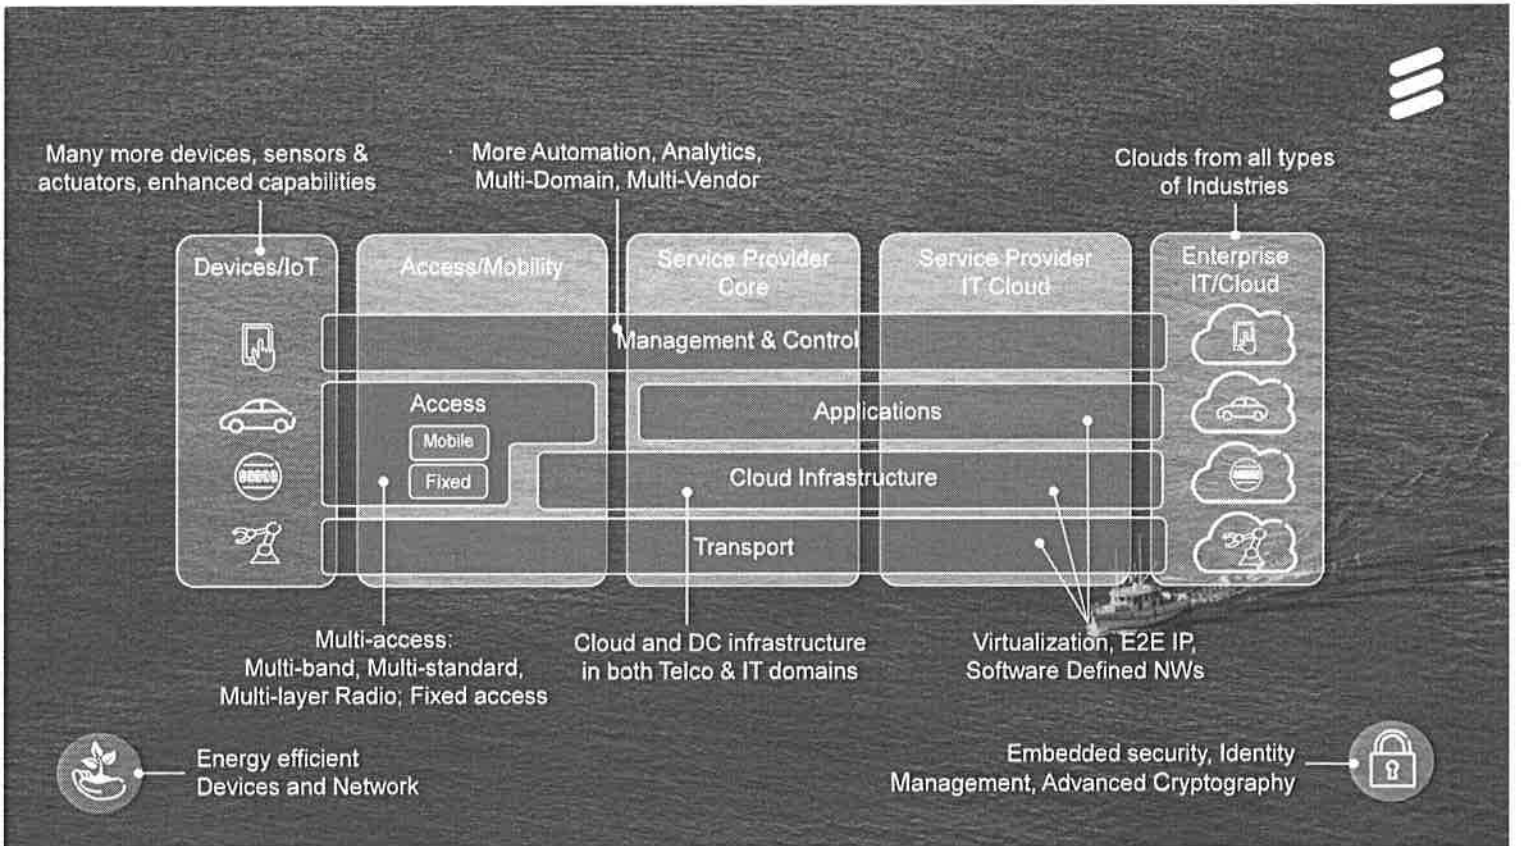 Many more devices, sensors &
actuators, enhanced capabilities
More Automation, Analytics,
Multi-Domain, Multi-Vendor
Clouds from all types
of Industries
Devices/IoT
Access/Mobility
Service Provider
Core
Service Provider
IT Cloud
Enterprise
IT/Cloud
Management & Control
Access
Mobile
Fixed
Applications
Cloud Infrastructure
Transport
Multi-access:
Multi-band, Multi-standard,
Multi-layer Radio; Fixed access
Cloud and DC infrastructure
in both Telco & IT domains
Virtualization, E2E IP,
Software Defined NWs
Energy efficient
Devices and Network
Embedded security, Identity
Management, Advanced Cryptography